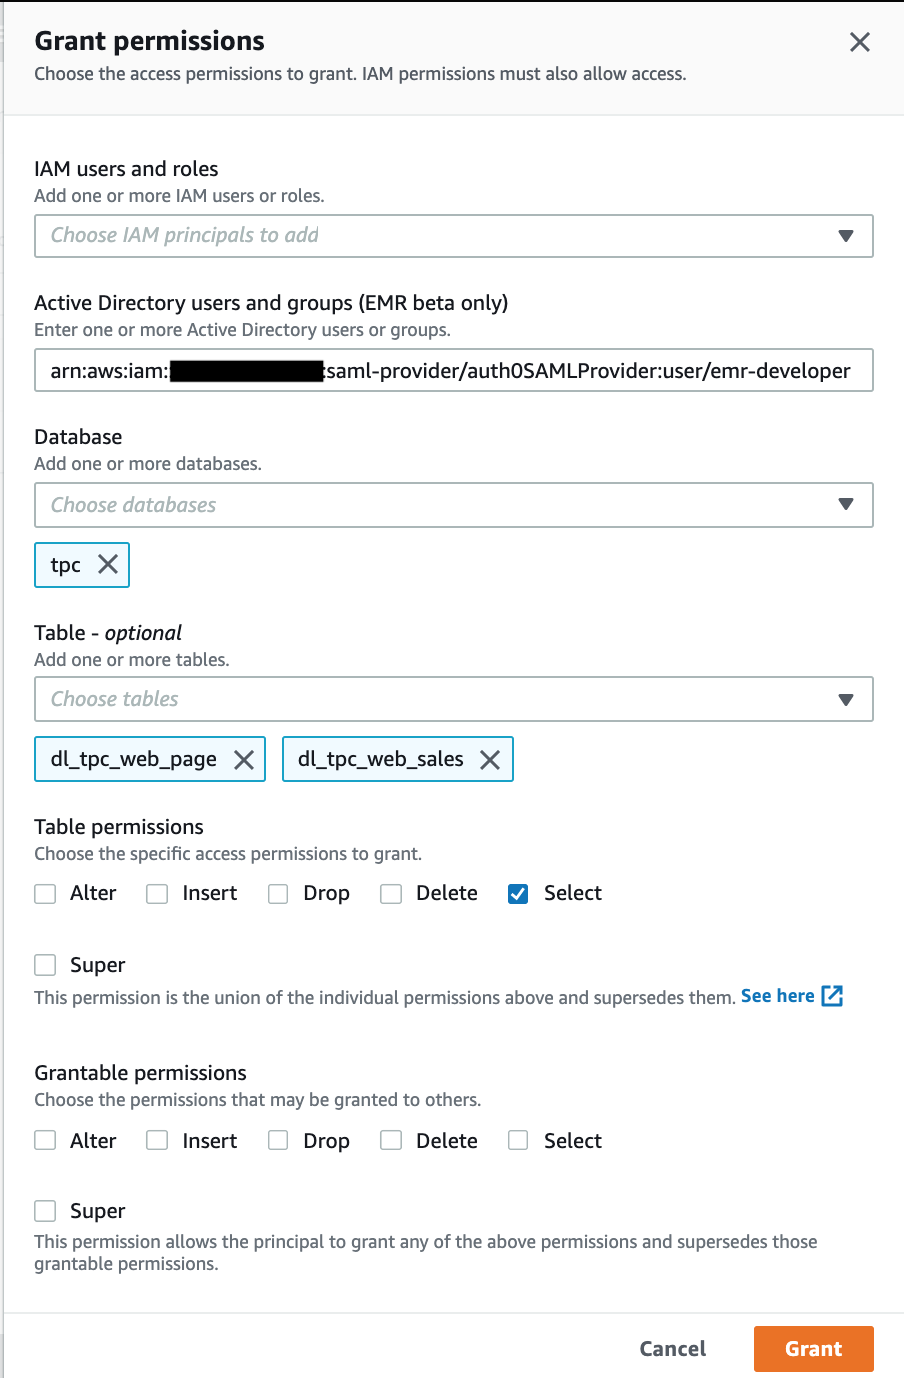 Grant permissions
Choose the access permissions to grant. IAM permissions must also allow access.
IAM users and roles
Add one or more IAM users or roles.
Choose IAM principals to add
Active Directory users and groups (EMR beta only)
Enter one or more Active Directory users or groups.
arn:aws:iam: :saml-provider/auth0SAMLProvider:user/emr-developer
Database
Add one or more databases.
Choose databases
tpc
Table - optional
Add one or more tables.
Choose tables
dl_tpc_web_page dl_tpc_web_sales
Table permissions
Choose the specific access permissions to grant.
Alter Insert Drop Delete Select
Super
This permission is the union of the individual permissions above and supersedes them. See here
Grantable permissions
Choose the permissions that may be granted to others.
Alter Insert Drop Delete Select
Super
This permission allows the principal to grant any of the above permissions and supersedes those
grantable permissions.
Cancel Grant